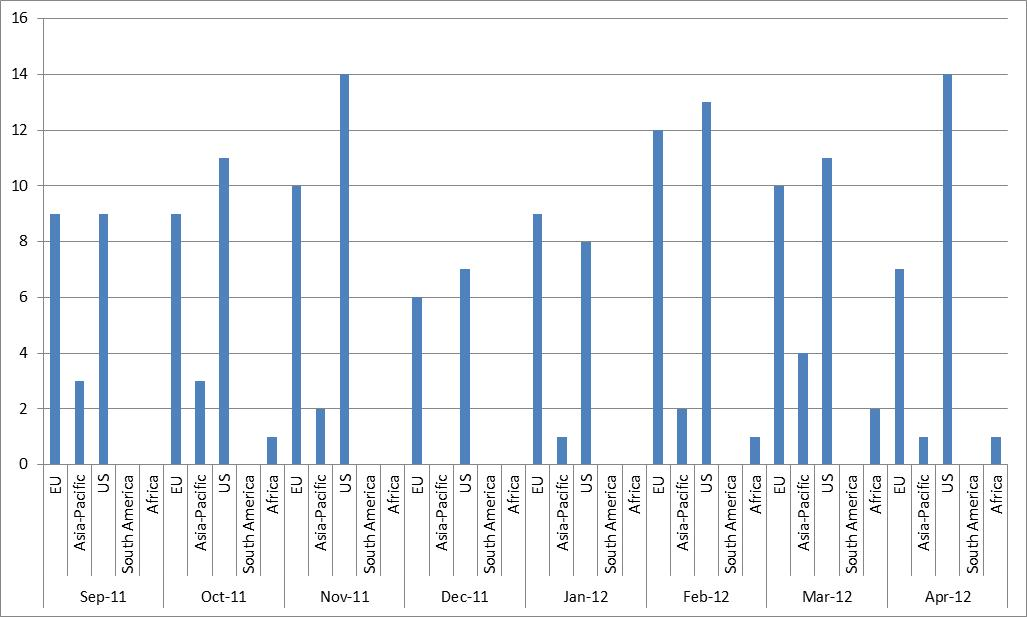 16
14
12
10
8
6
4
2
0
EU
Asia-Pacific
US
South America
Africa
EU
Asia-Pacific
US
South America
Africa
EU
Asia-Pacific
US
South America
Africa
EU
Asia-Pacific
US
South America
Africa
EU
Asia-Pacific
US
South America
Africa
EU
Asia-Pacific
US
South America
Africa
EU
Asia-Pacific
US
South America
Africa
EU
Asia-Pacific
US
South America
Africa
Sep-11 Oct-11 Nov-11 Dec-11 Jan-12 Feb-12 Mar-12 Apr-12